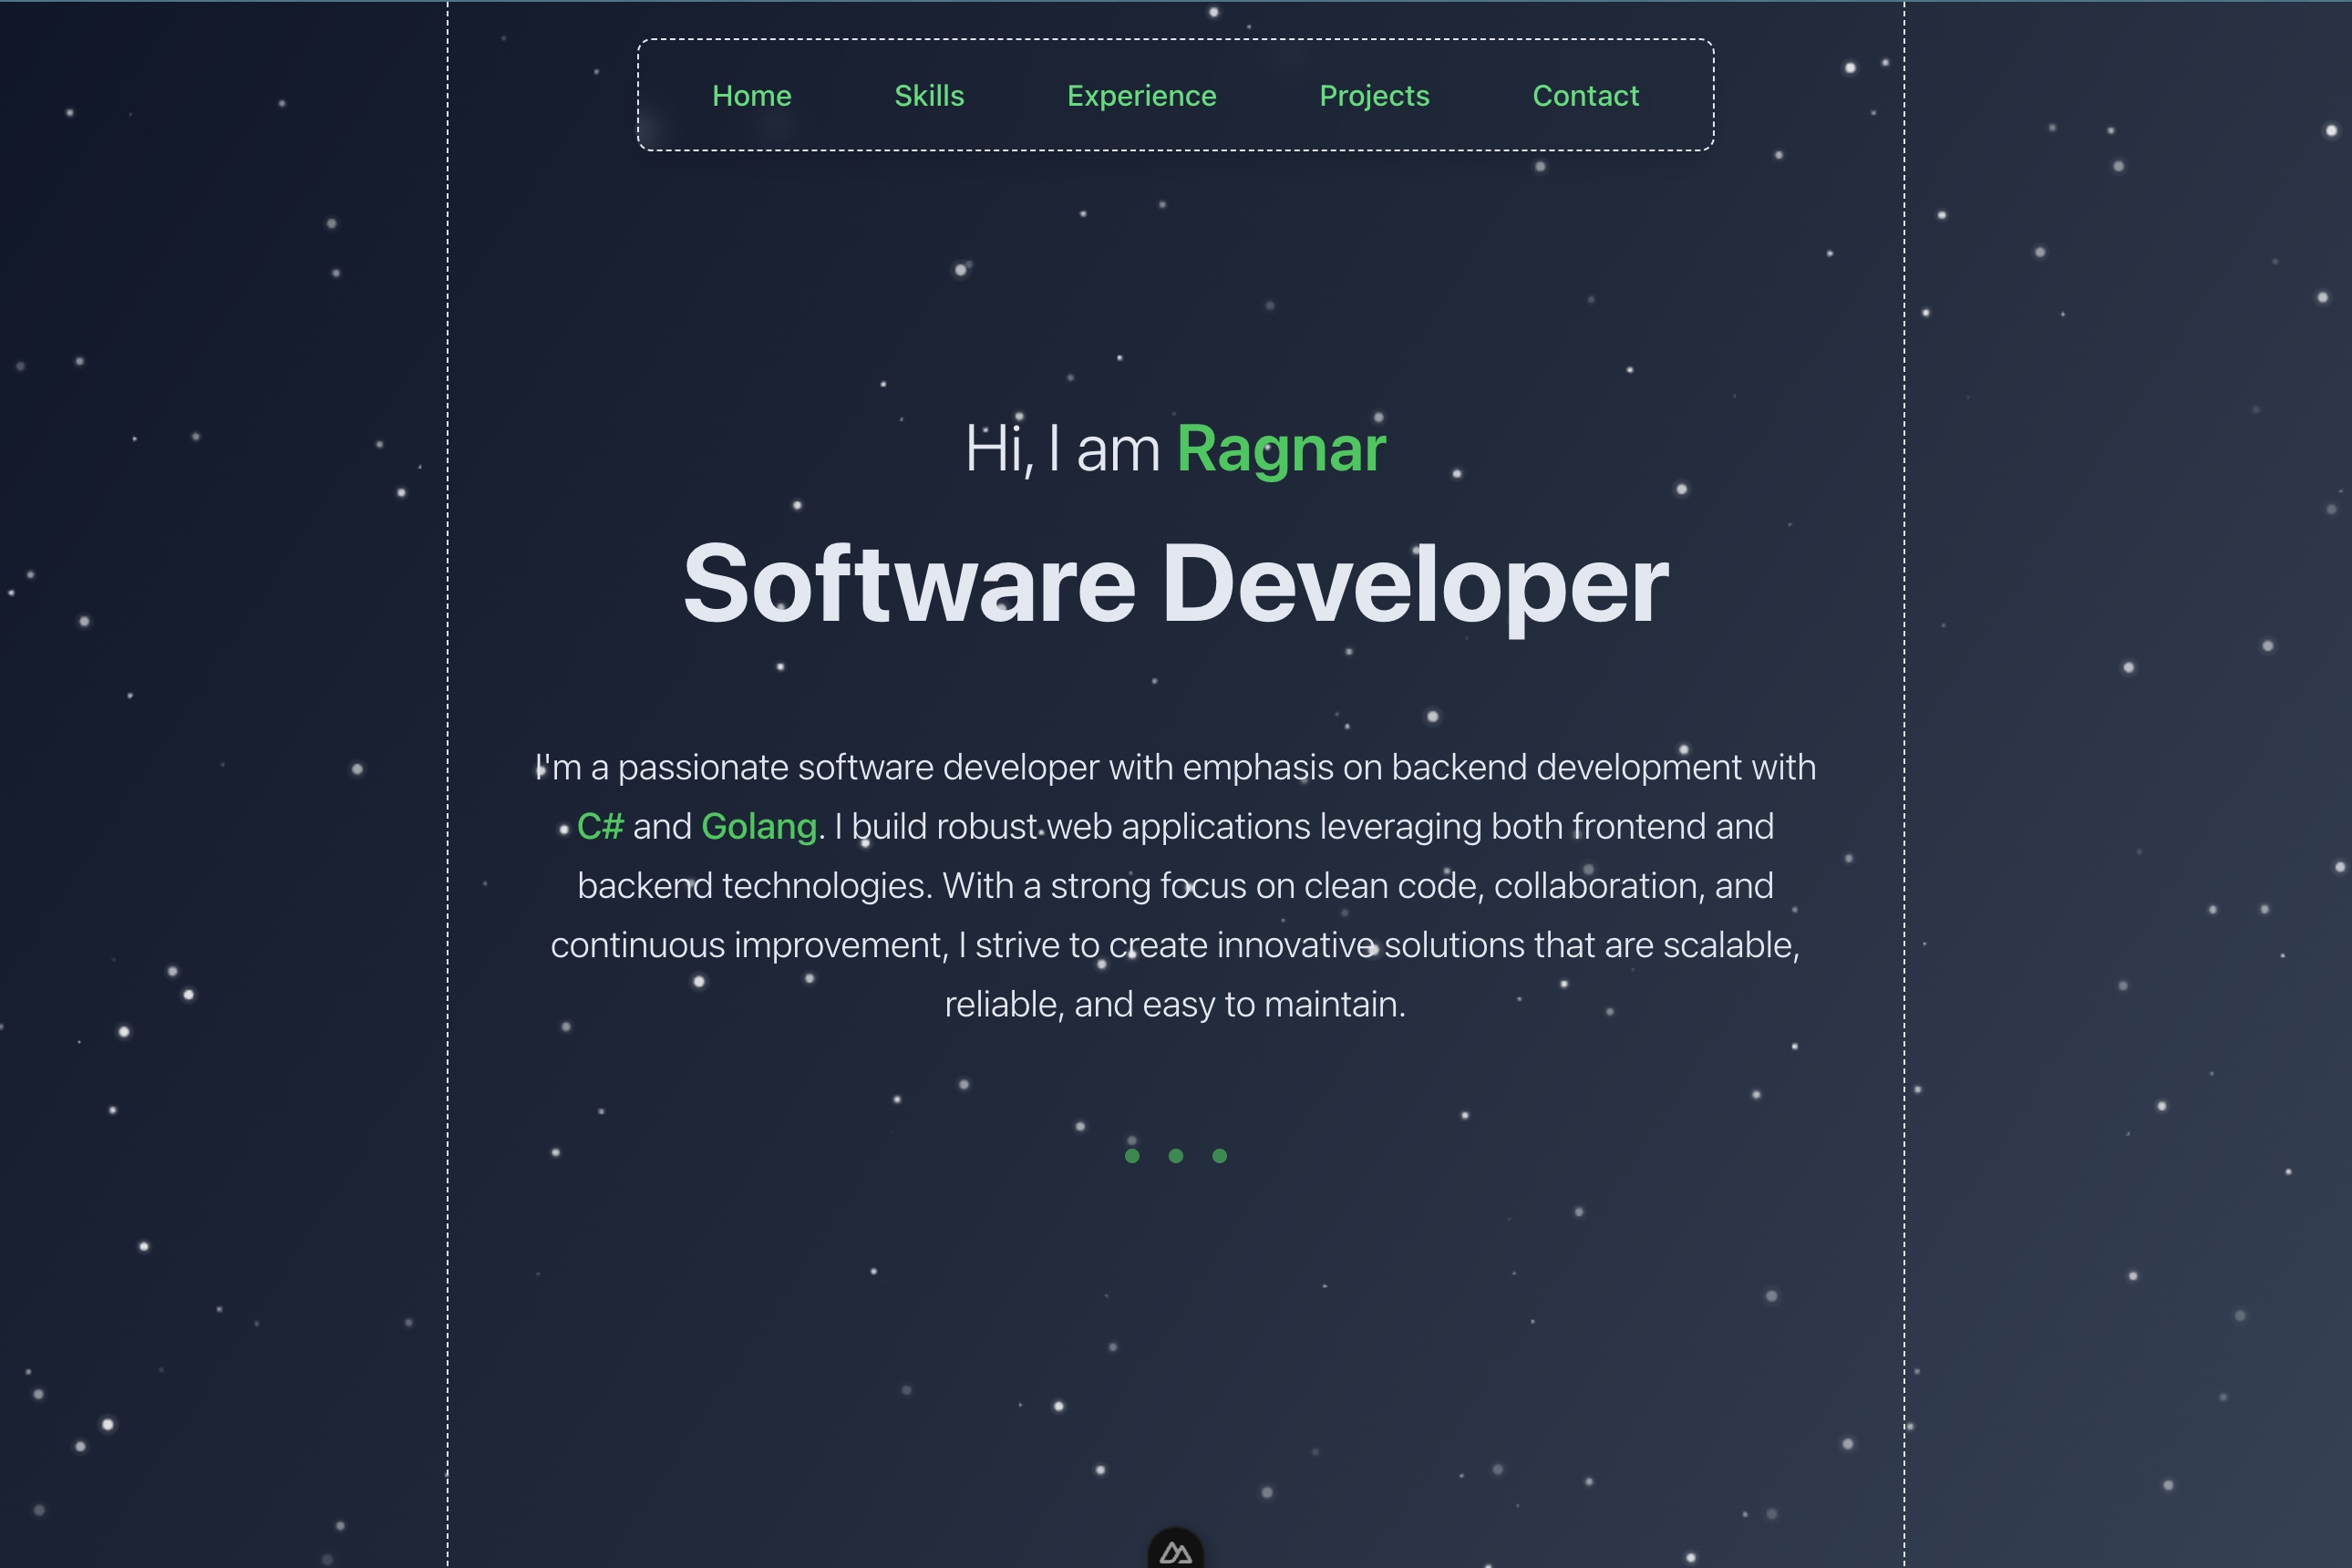 Home Skills Experience Projects Contact
Hi, I am Ragnar
Software Developer
I'm a passionate software developer with emphasis on backend development with
C# and Golang. I build robust web applications leveraging both frontend and
backend technologies. With a strong focus on clean code, collaboration, and
continuous improvement, I strive to create innovative solutions that are scalable,
reliable, and easy to maintain.